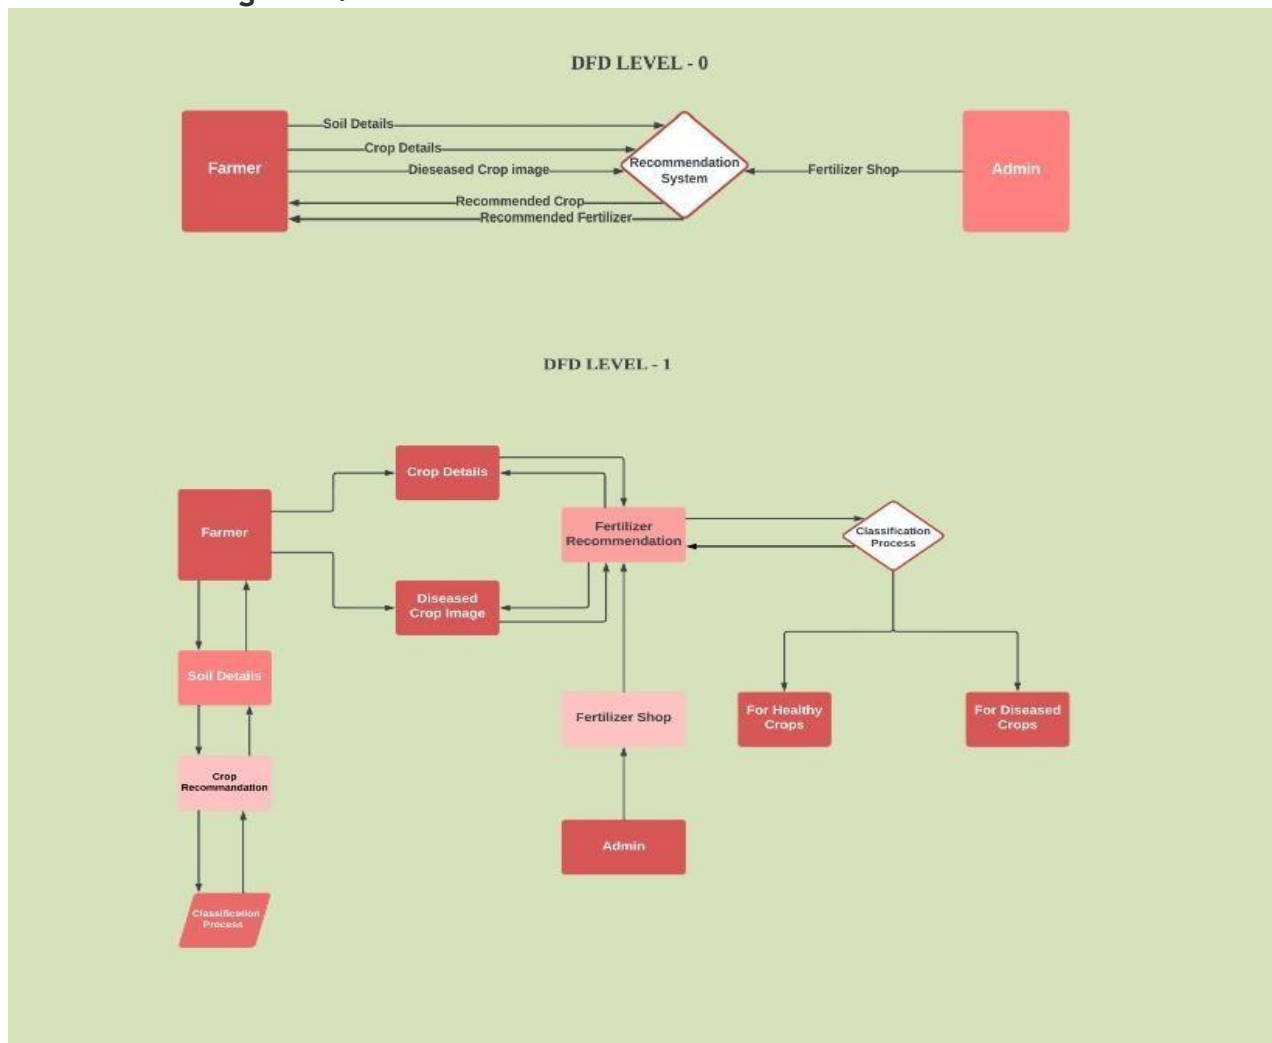 DFD LEVEL - 0
Soil Details
Crop Details
Farmer
Dieseased Crop image
Recommendation
System
Fertilizer Shop
Admin
Recommended Crop
Recommended Fertilizer
DFD LEVEL - 1
Crop Details
Farmer
Fertilizer
Recommendation
Classification
Process
Diseased
Crop Image
Soil Details
Fertilizer Shop
For Healthy
Crops
For Diseased
Crops
Crop
Recommandation
Admin
Classification
Process